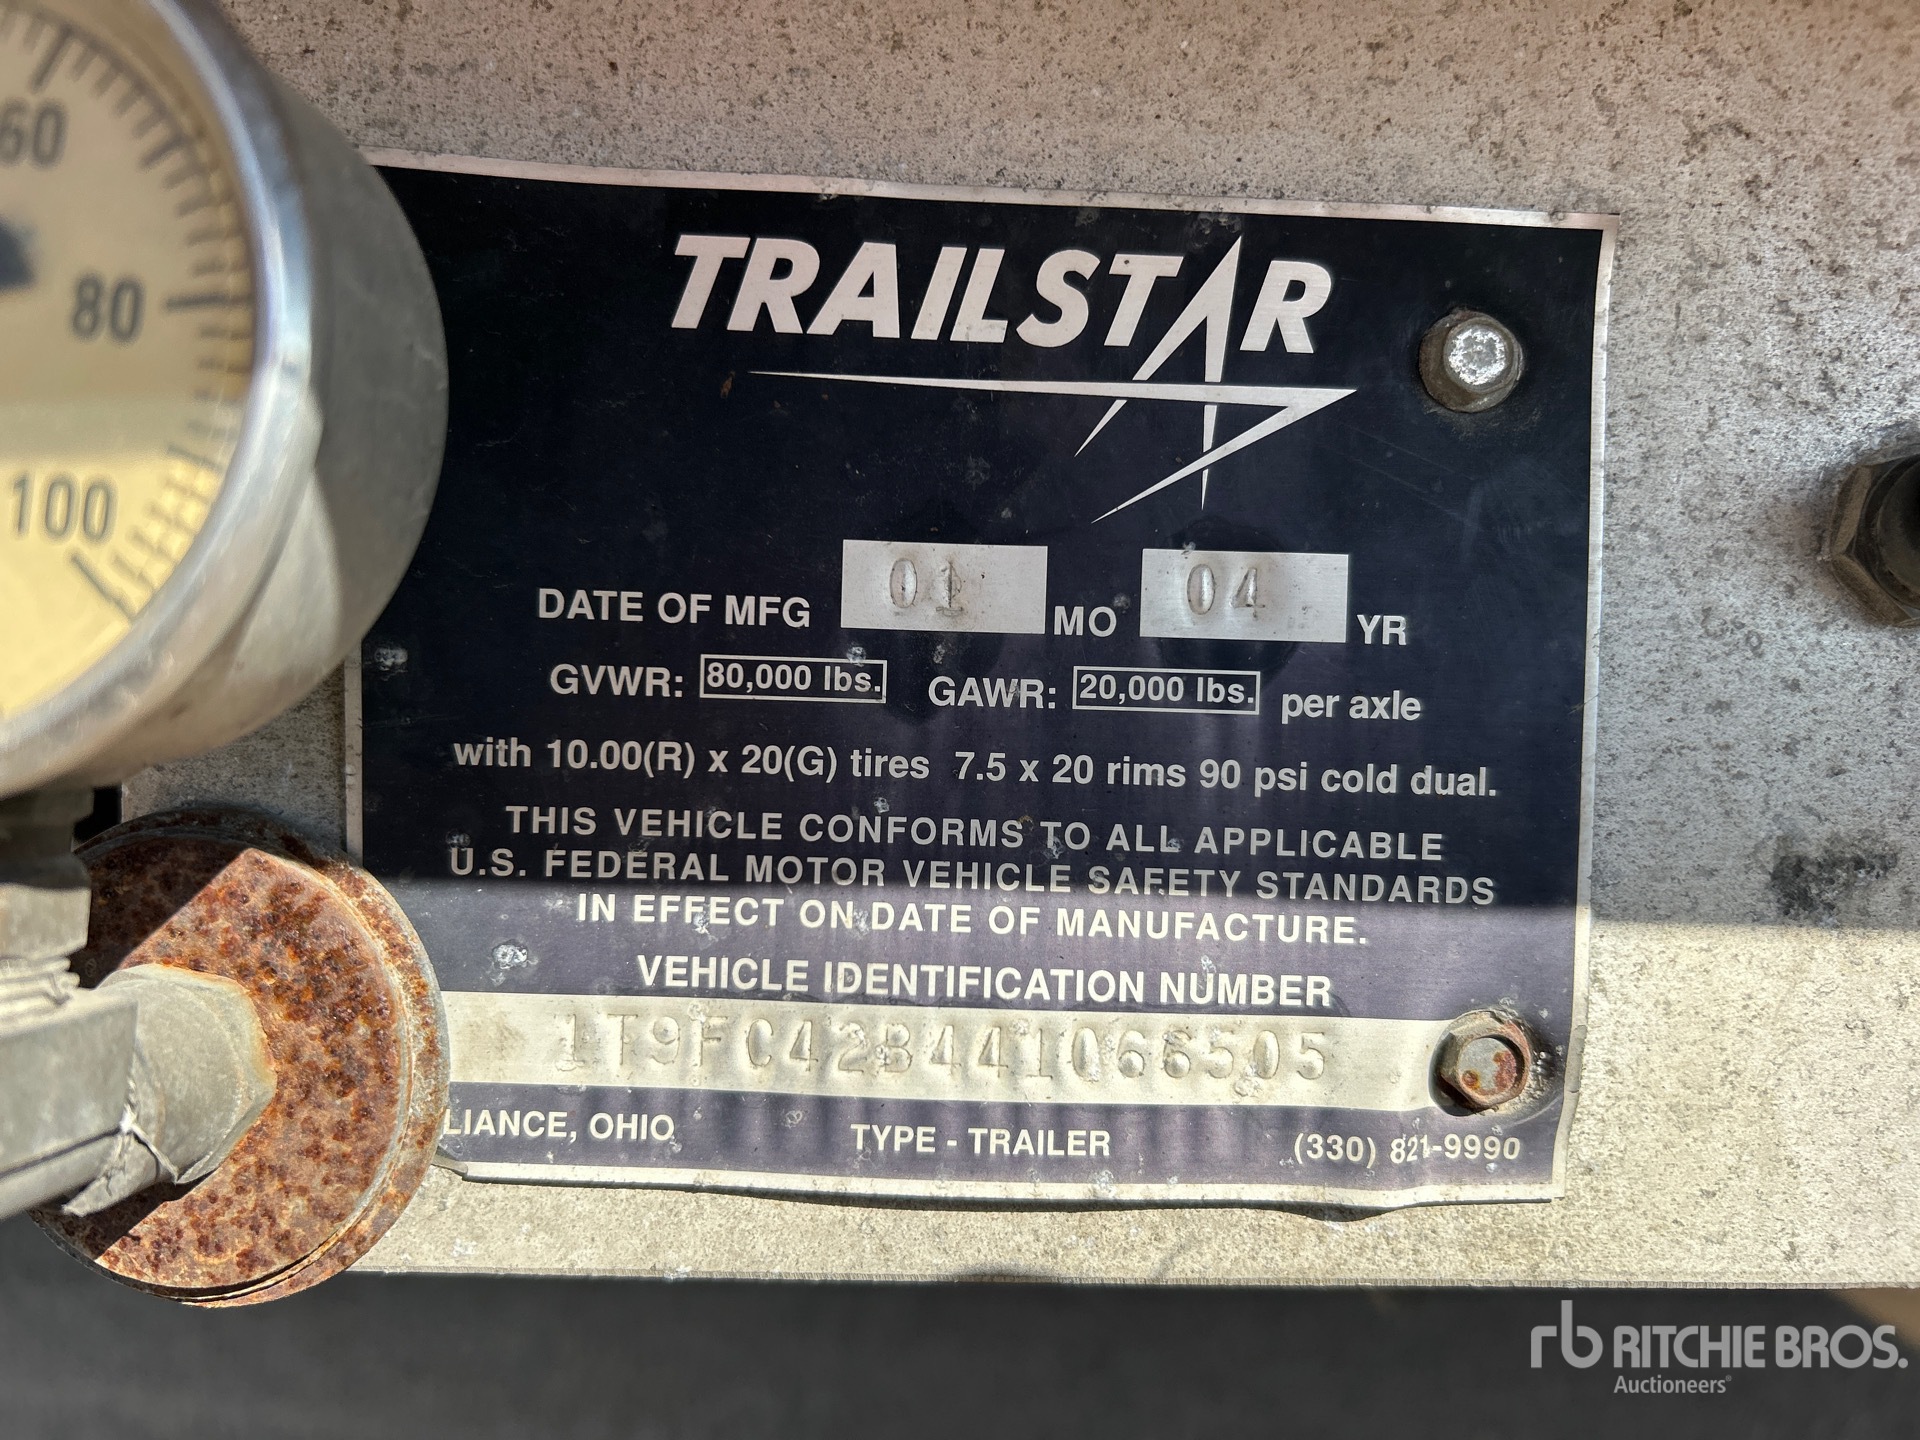 60
80
100
TRAILSTAR
DATE OF MFG 01 MO 04 YR
GVWR: 80,000 lbs. GAWR: 20,000 lbs. per axle
with 10.00(R) x 20(G) tires 7.5 x 20 rims 90 psi cold dual.
THIS VEHICLE CONFORMS TO ALL APPLICABLE
U.S. FEDERAL MOTOR VEHICLE SAFETY STANDARDS
IN EFFECT ON DATE OF MANUFACTURE.
VEHICLE IDENTIFICATION NUMBER
1T9FC42B441066505
LIANCE, OHIO TYPE - TRAILER (330) 821-9990
rb RITCHIE BROS.
Auctioneers